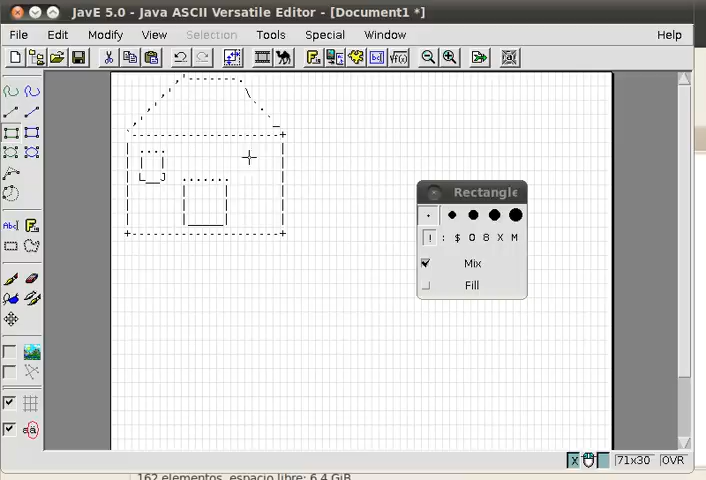 JavE 5.0 - Java ASCII Versatile Editor - [Document1 *]
File Edit Modify View Selection Tools Special Window Help
Rectangle
! : $ O 8 X M
Mix
Fill
71x30 OVR
162 elementos, espacio libre: 6,4 GiB